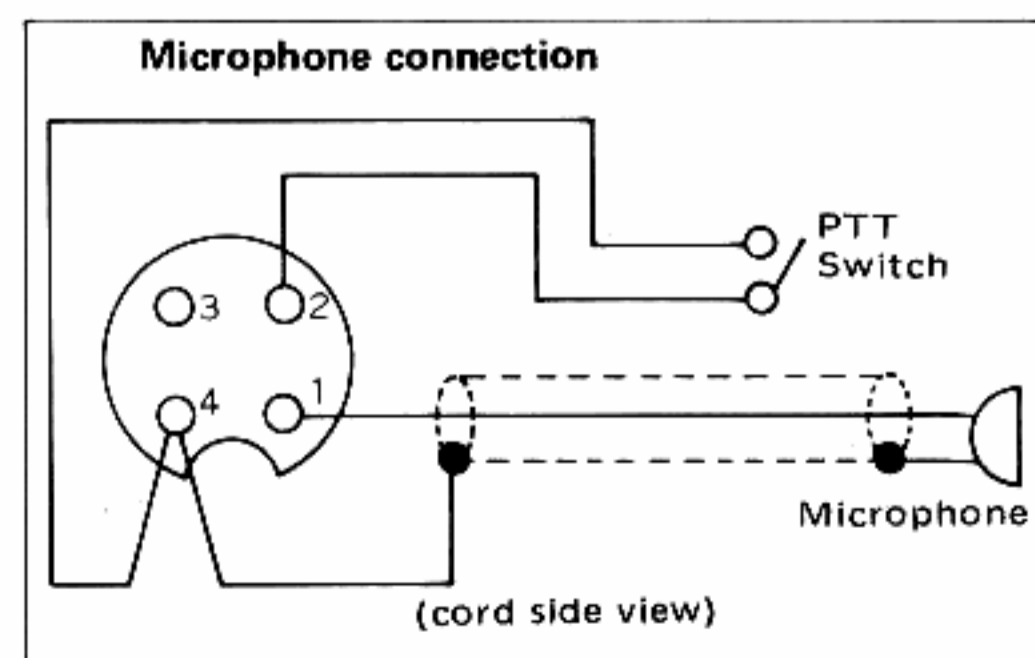 Microphone connection
PTT
Switch
3
2
4
1
Microphone
(cord side view)